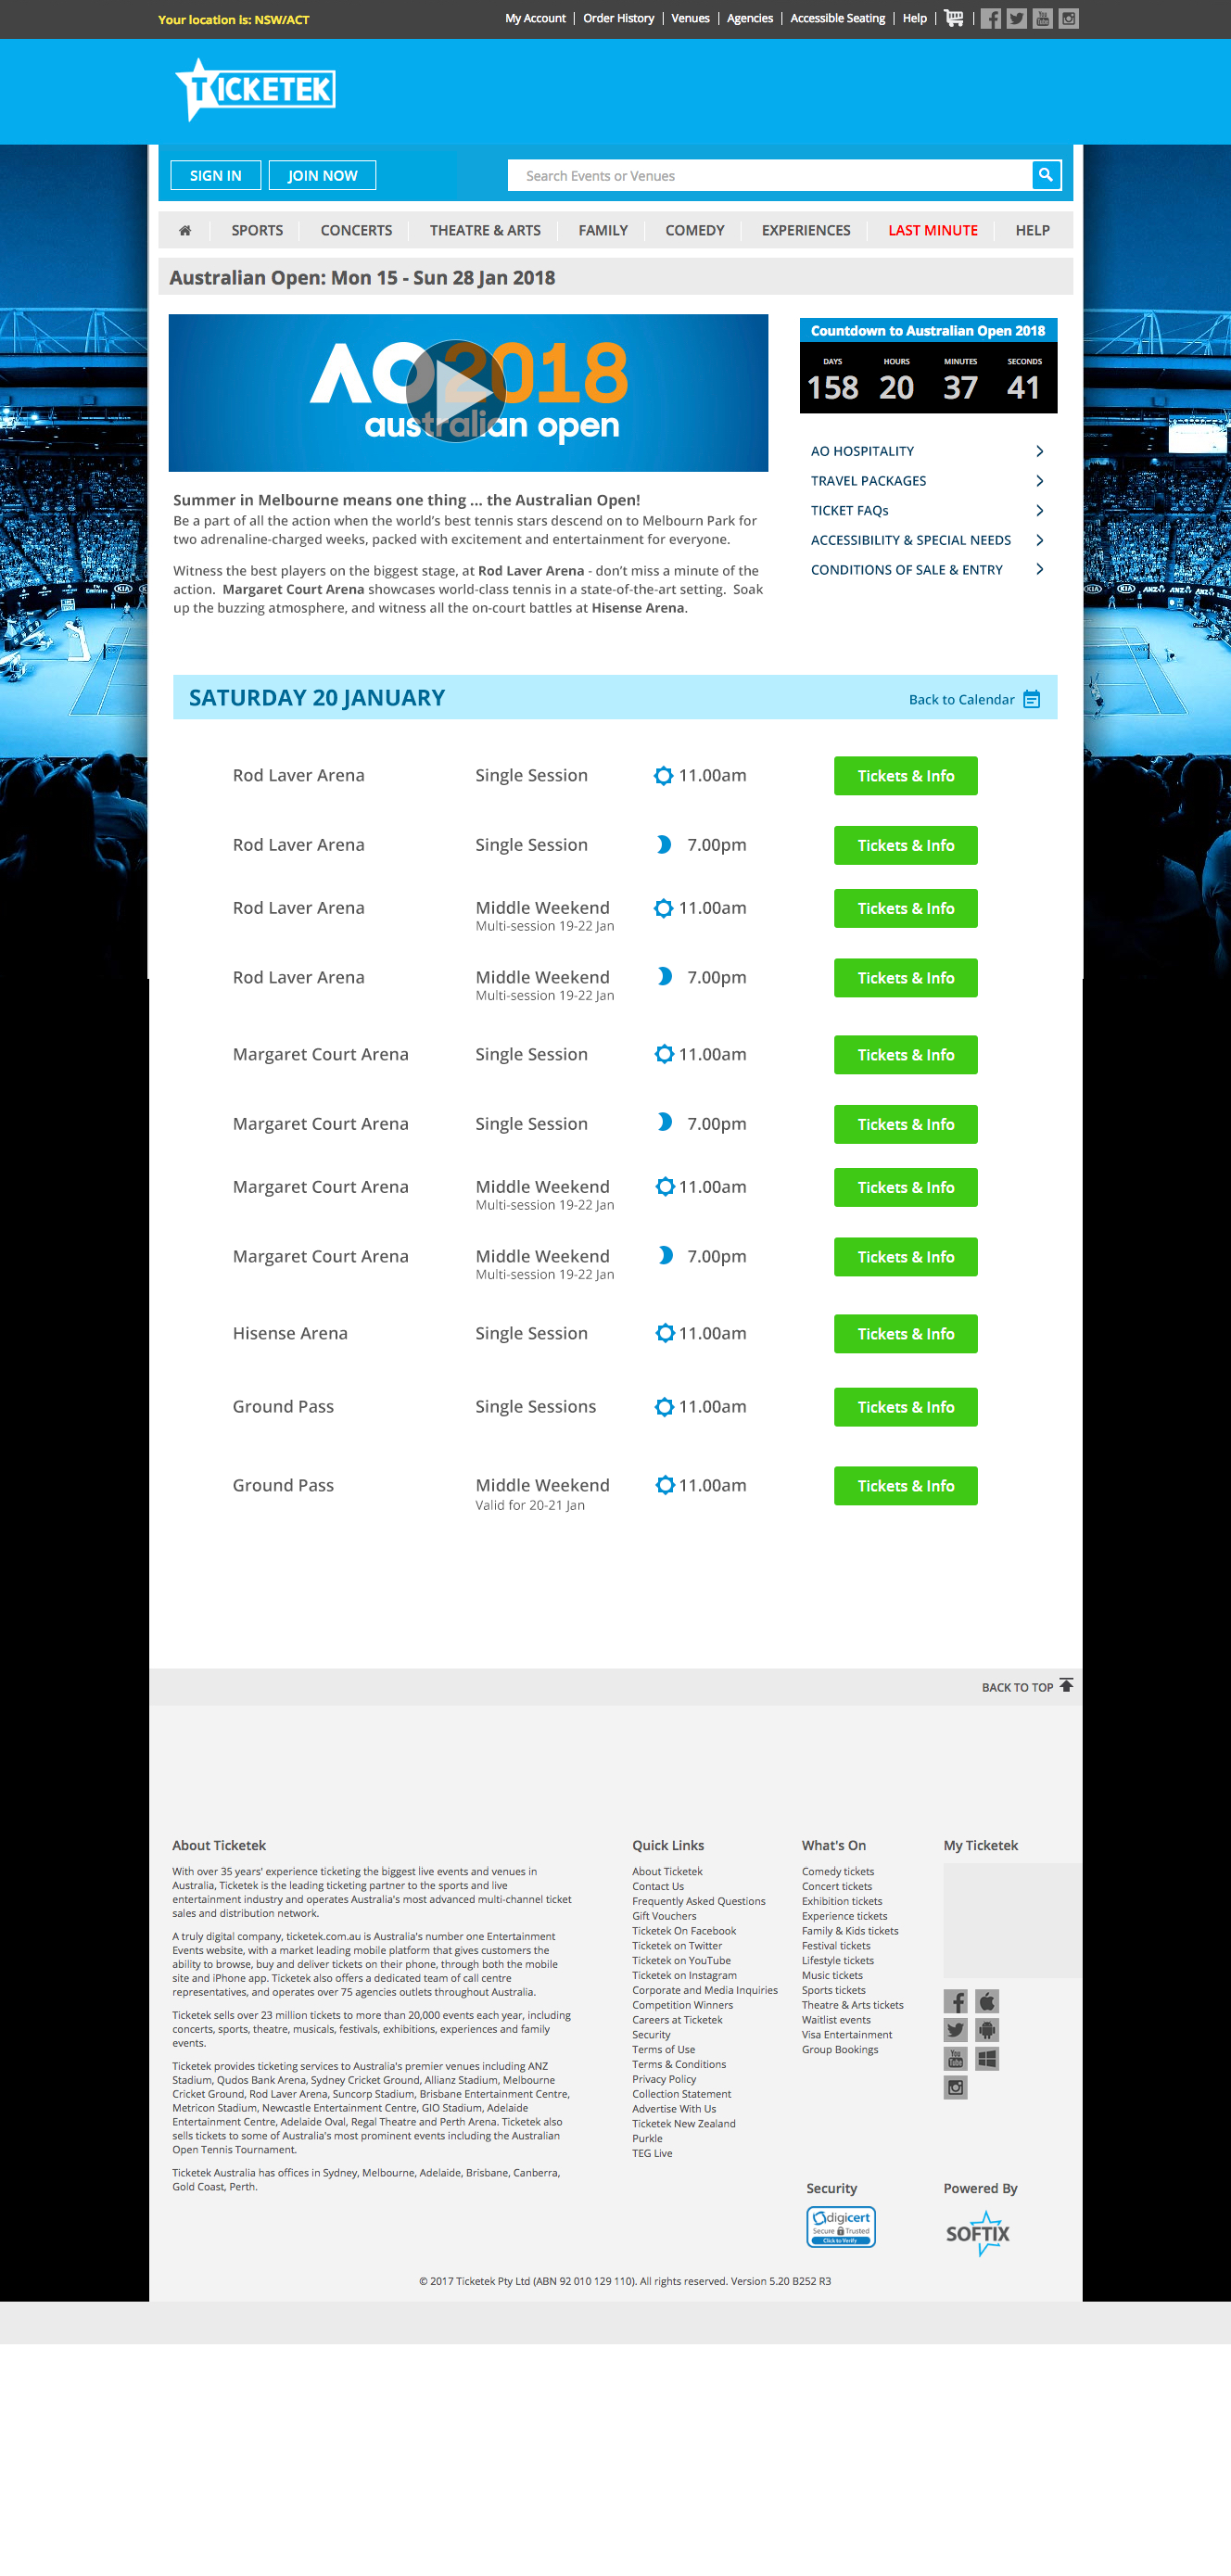 Your location is: NSW/ACT
My Account Order History Venues Agencies Accessible Seating Help
TICKETEK
SIGN IN JOIN NOW Search Events or Venues
SPORTS CONCERTS THEATRE & ARTS FAMILY COMEDY EXPERIENCES LAST MINUTE HELP
Australian Open: Mon 15 - Sun 28 Jan 2018
AO2018
australian open
Countdown to Australian Open 2018
DAYS HOURS MINUTES SECONDS
158 20 37 41
AO HOSPITALITY
TRAVEL PACKAGES
TICKET FAQs
ACCESSIBILITY & SPECIAL NEEDS
CONDITIONS OF SALE & ENTRY
Summer in Melbourne means one thing ... the Australian Open!
Be a part of all the action when the world's best tennis stars descend on to Melbourn Park for
two adrenaline-charged weeks, packed with excitement and entertainment for everyone.
Witness the best players on the biggest stage, at Rod Laver Arena - don't miss a minute of the
action. Margaret Court Arena showcases world-class tennis in a state-of-the-art setting. Soak
up the buzzing atmosphere, and witness all the on-court battles at Hisense Arena.
SATURDAY 20 JANUARY Back to Calendar
Rod Laver Arena Single Session 11.00am Tickets & Info
Rod Laver Arena Single Session 7.00pm Tickets & Info
Rod Laver Arena Middle Weekend 11.00am Tickets & Info
Multi-session 19-22 Jan
Rod Laver Arena Middle Weekend 7.00pm Tickets & Info
Multi-session 19-22 Jan
Margaret Court Arena Single Session 11.00am Tickets & Info
Margaret Court Arena Single Session 7.00pm Tickets & Info
Margaret Court Arena Middle Weekend 11.00am Tickets & Info
Multi-session 19-22 Jan
Margaret Court Arena Middle Weekend 7.00pm Tickets & Info
Multi-session 19-22 Jan
Hisense Arena Single Session 11.00am Tickets & Info
Ground Pass Single Sessions 11.00am Tickets & Info
Ground Pass Middle Weekend 11.00am Tickets & Info
Valid for 20-21 Jan
BACK TO TOP
About Ticketek
With over 35 years' experience ticketing the biggest live events and venues in
Australia, Ticketek is the leading ticketing partner to the sports and live
entertainment industry and operates Australia's most advanced multi-channel ticket
sales and distribution network.
A truly digital company, ticketek.com.au is Australia's number one Entertainment
Events website, with a market leading mobile platform that gives customers the
ability to browse, buy and deliver tickets on their phone, through both the mobile
site and iPhone app. Ticketek also offers a dedicated team of call centre
representatives, and operates over 75 agencies outlets throughout Australia.
Ticketek sells over 23 million tickets to more than 20,000 events each year, including
concerts, sports, theatre, musicals, festivals, exhibitions, experiences and family
events.
Ticketek provides ticketing services to Australia's premier venues including ANZ
Stadium, Qudos Bank Arena, Sydney Cricket Ground, Allianz Stadium, Melbourne
Cricket Ground, Rod Laver Arena, Suncorp Stadium, Brisbane Entertainment Centre,
Metricon Stadium, Newcastle Entertainment Centre, GIO Stadium, Adelaide
Entertainment Centre, Adelaide Oval, Regal Theatre and Perth Arena. Ticketek also
sells tickets to some of Australia's most prominent events including the Australian
Open Tennis Tournament.
Ticketek Australia has offices in Sydney, Melbourne, Adelaide, Brisbane, Canberra,
Gold Coast, Perth.
Quick Links
About Ticketek
Contact Us
Frequently Asked Questions
Gift Vouchers
Ticketek On Facebook
Ticketek on Twitter
Ticketek on YouTube
Ticketek on Instagram
Corporate and Media Inquiries
Competition Winners
Careers at Ticketek
Security
Terms of Use
Terms & Conditions
Privacy Policy
Collection Statement
Advertise With Us
Ticketek New Zealand
Purkle
TEG Live
What's On
Comedy tickets
Concert tickets
Exhibition tickets
Experience tickets
Family & Kids tickets
Festival tickets
Lifestyle tickets
Music tickets
Sports tickets
Theatre & Arts tickets
Waitlist events
Visa Entertainment
Group Bookings
My Ticketek
You Tube
Security
digicert
Secure Trusted
Click to Verify
Powered By
SOFTIX
© 2017 Ticketek Pty Ltd (ABN 92 010 129 110). All rights reserved. Version 5.20 B252 R3